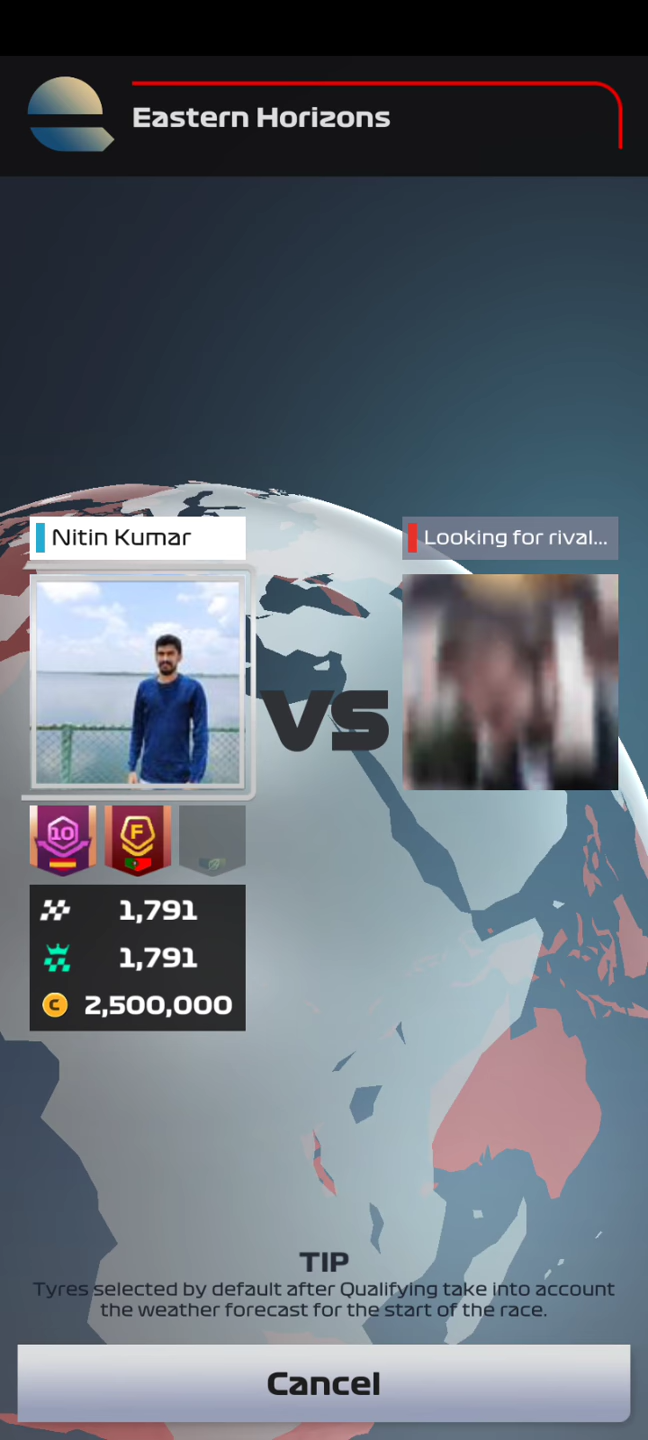 Eastern Horizons
Nitin Kumar
Looking for rival...
VS
10
F
1,791
1,791
C 2,500,000
TIP
Tyres selected by default after Qualifying take into account
the weather forecast for the start of the race.
Cancel